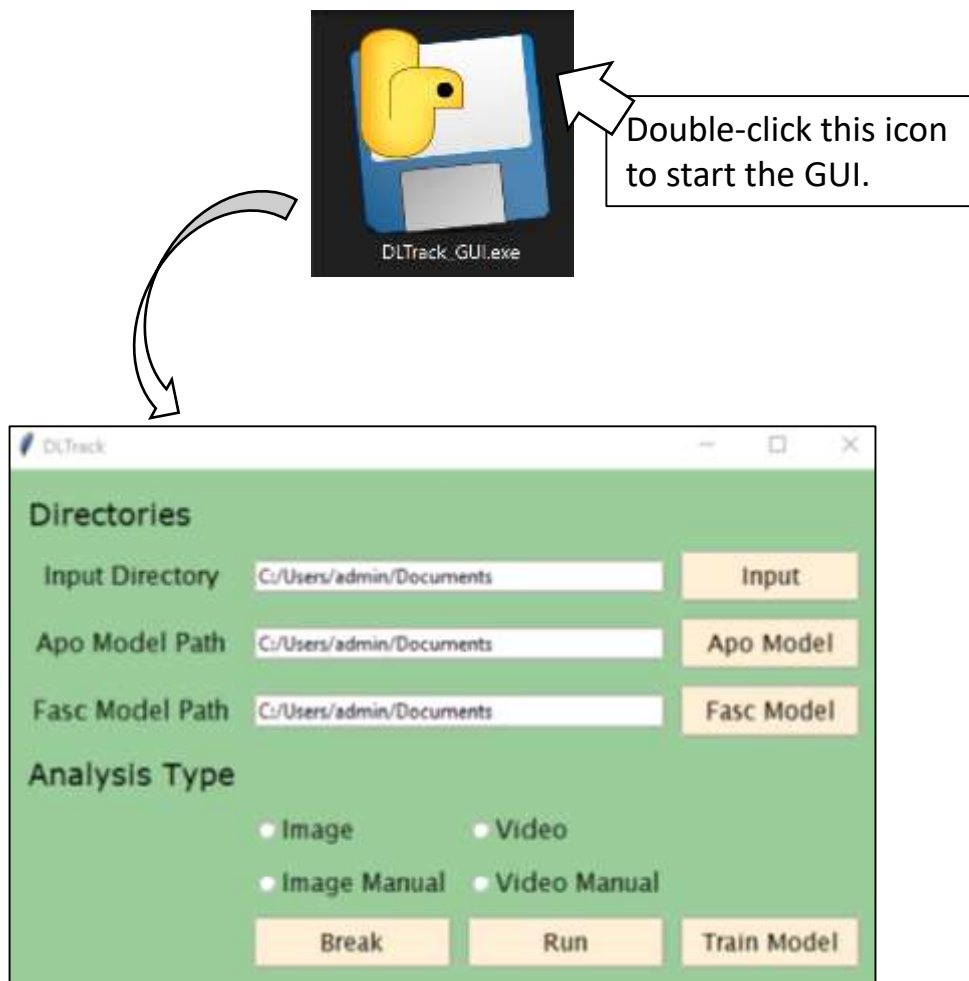 Double-click this icon
to start the GUI.
DLTrack_GUI.exe
DLTrack
Directories
Input Directory C:/Users/admin/Documents Input
Apo Model Path C:/Users/admin/Documents Apo Model
Fasc Model Path C:/Users/admin/Documents Fasc Model
Analysis Type
Image Video
Image Manual Video Manual
Break Run Train Model